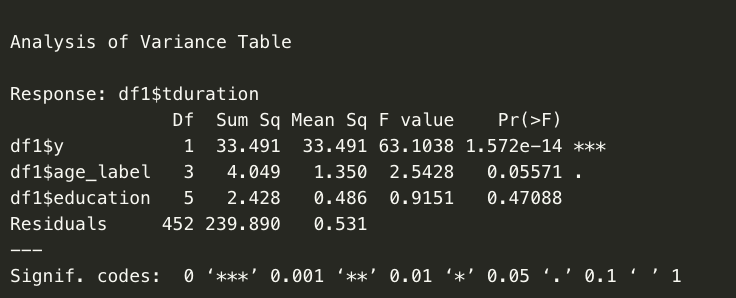 Analysis of Variance Table
Response: df1$tduration
Df Sum Sq Mean Sq F value Pr(>F)
df1$y 1 33.491 33.491 63.1038 1.572e-14 ***
df1$age_label 3 4.049 1.350 2.5428 0.05571 .
df1$education 5 2.428 0.486 0.9151 0.47088
Residuals 452 239.890 0.531
---
Signif. codes: 0 ‘***’ 0.001 ‘**’ 0.01 ‘*’ 0.05 ‘.’ 0.1 ‘ ’ 1